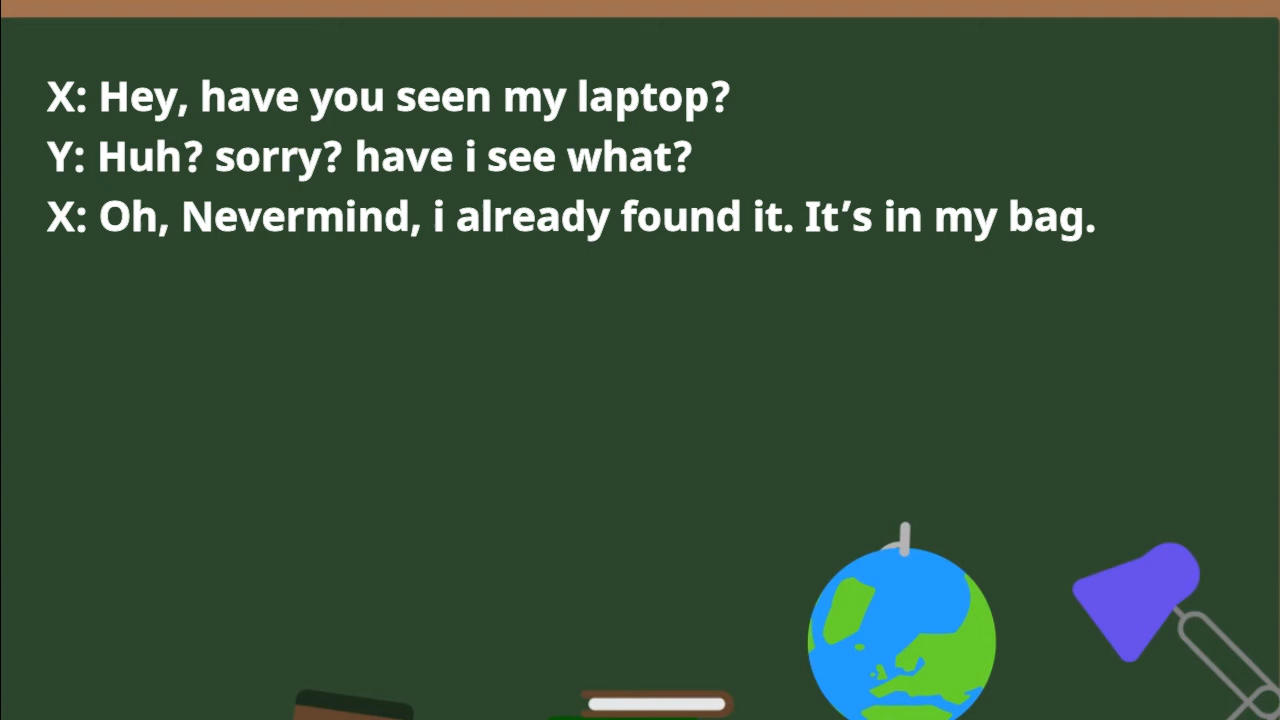 X: Hey, have you seen my laptop?
Y: Huh? sorry? have i see what?
X: Oh, Nevermind, i already found it. It’s in my bag.